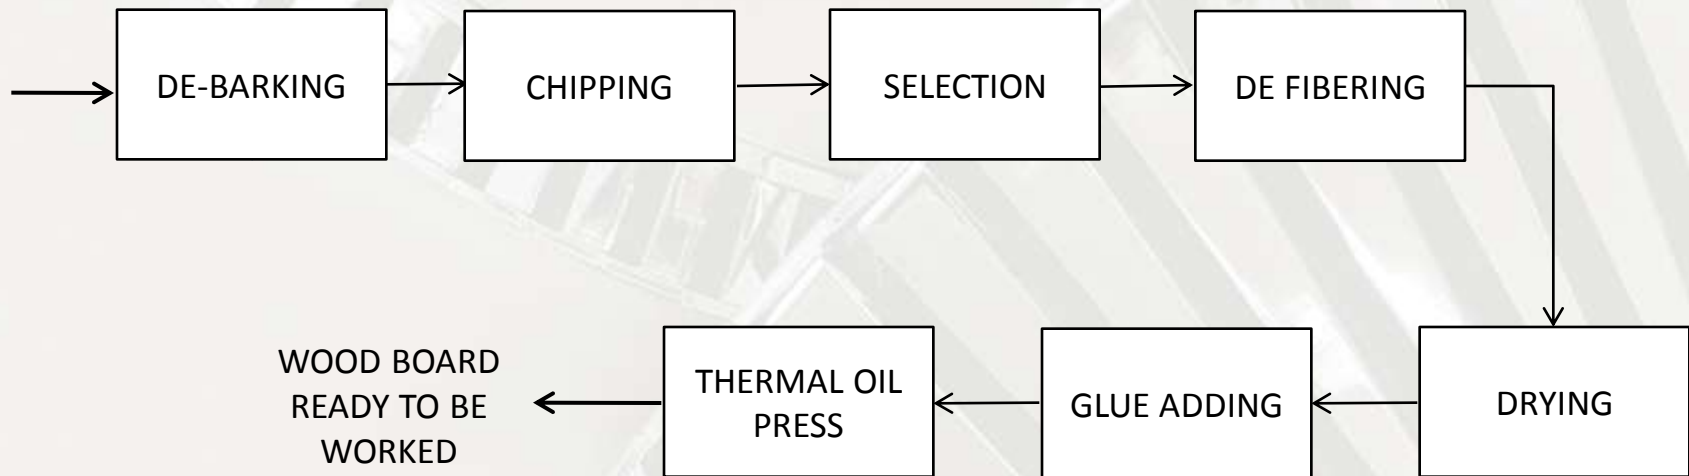 DE-BARKING
CHIPPING
SELECTION
DE FIBERING
DRYING
GLUE ADDING
THERMAL OIL
PRESS
WOOD BOARD
READY TO BE
WORKED